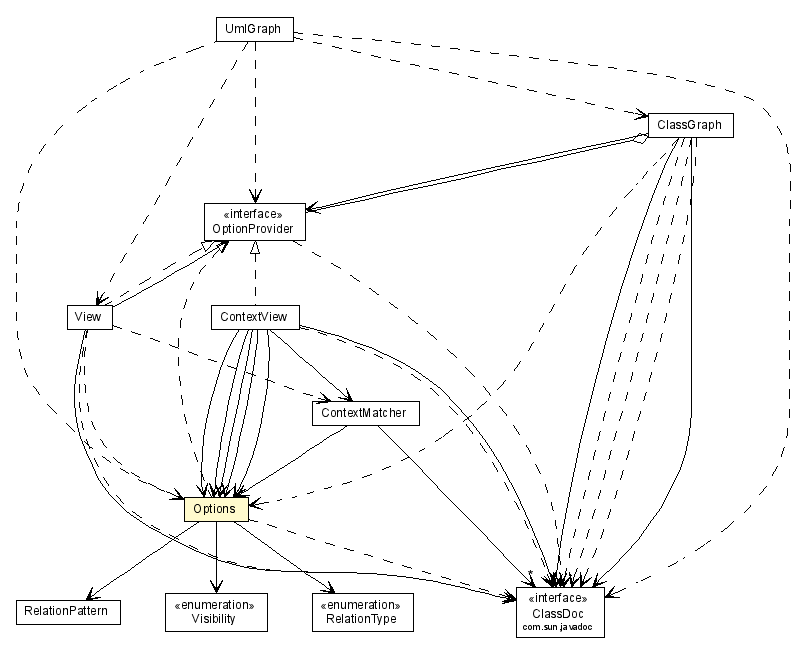 UmlGraph
ClassGraph
«interface»
OptionProvider
View
ContextView
ContextMatcher
Options
*
RelationPattern
«enumeration»
Visibility
«enumeration»
RelationType
«interface»
ClassDoc
com.sun.javadoc